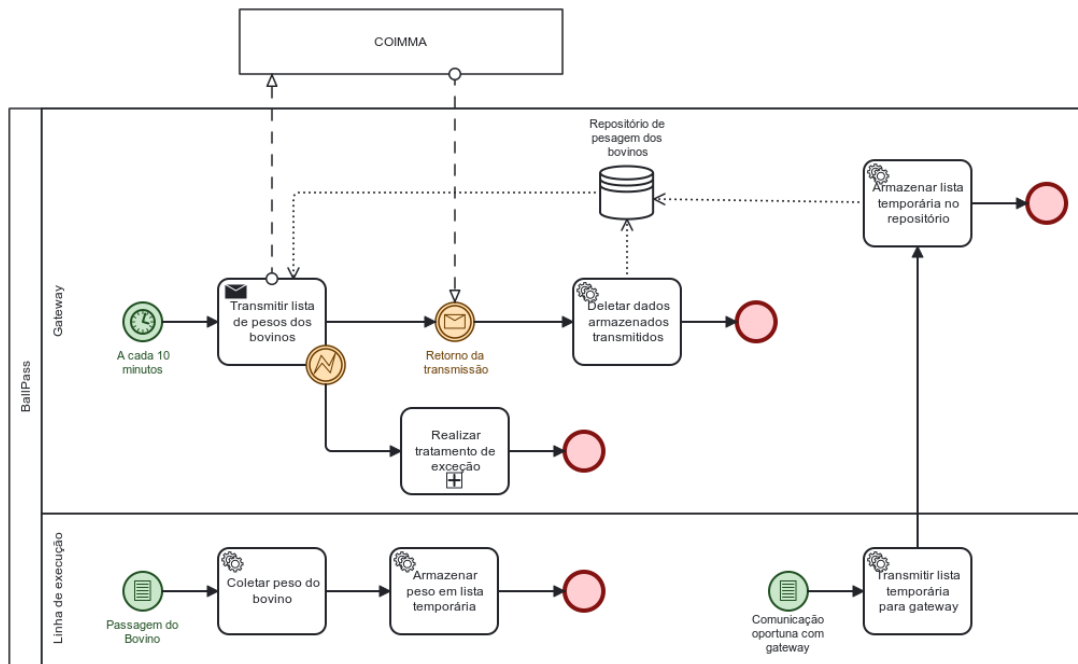 COIMMA
BallPass
Gateway
Repositório de
pesagem dos
bovinos
Armazenar lista
temporária no
repositório
Transmitir lista
de pesos dos
bovinos
Deletar dados
armazenados
transmitidos
A cada 10
minutos
Retorno da
transmissão
Realizar
tratamento de
exceção
Linha de execução
Coletar peso do
bovino
Armazenar
peso em lista
temporária
Transmitir lista
temporária
para gateway
Passagem do
Bovino
Comunicação
oportuna com
gateway